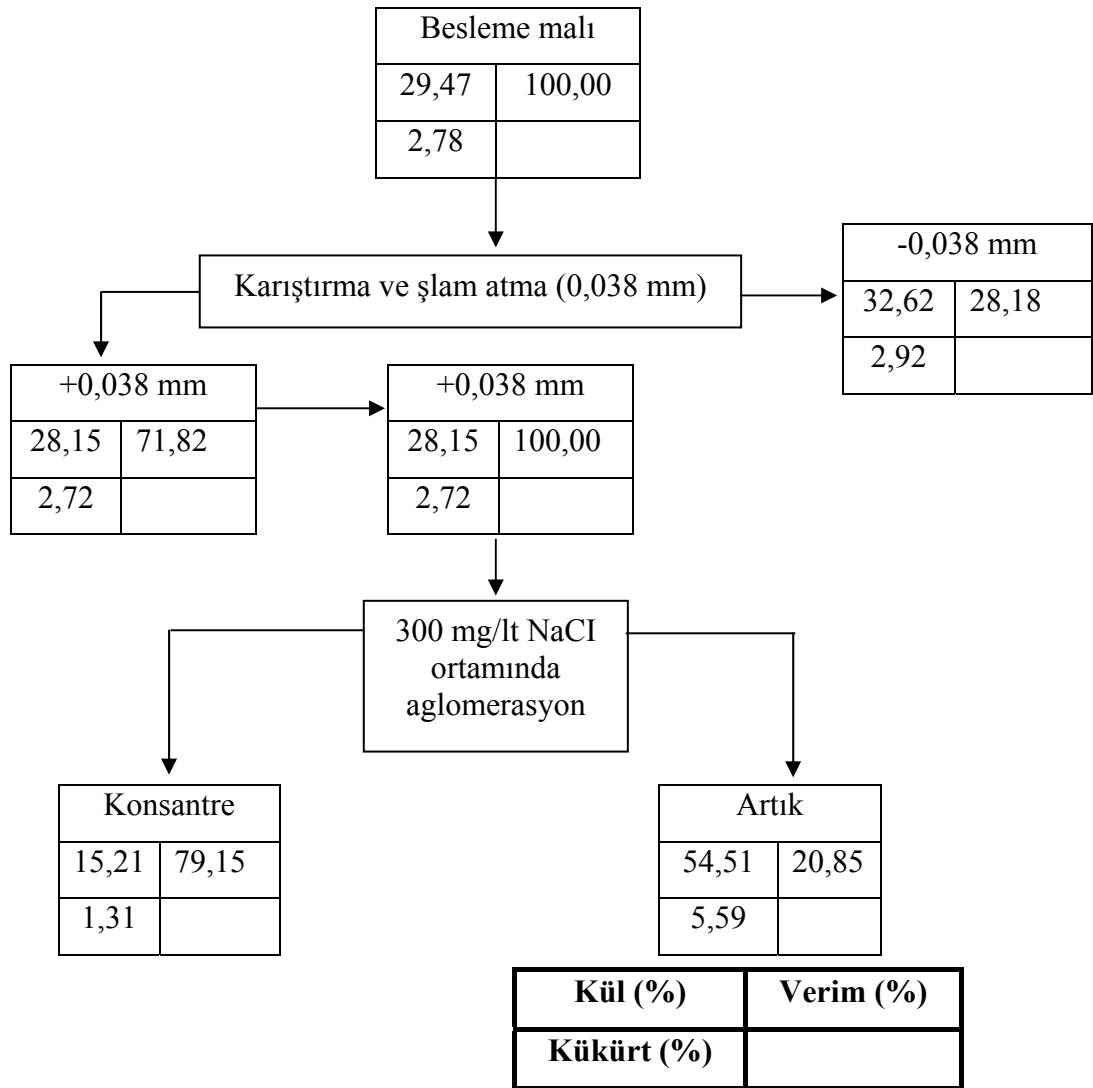 Besleme malı
29,47 100,00
2,78
Karıştırma ve şlam atma (0,038 mm)
-0,038 mm
32,62 28,18
2,92
+0,038 mm
28,15 71,82
2,72
+0,038 mm
28,15 100,00
2,72
300 mg/lt NaCI
ortamında
aglomerasyon
Konsantre
15,21 79,15
1,31
Artık
54,51 20,85
5,59
Kül (%) Verim (%)
Kükürt (%)